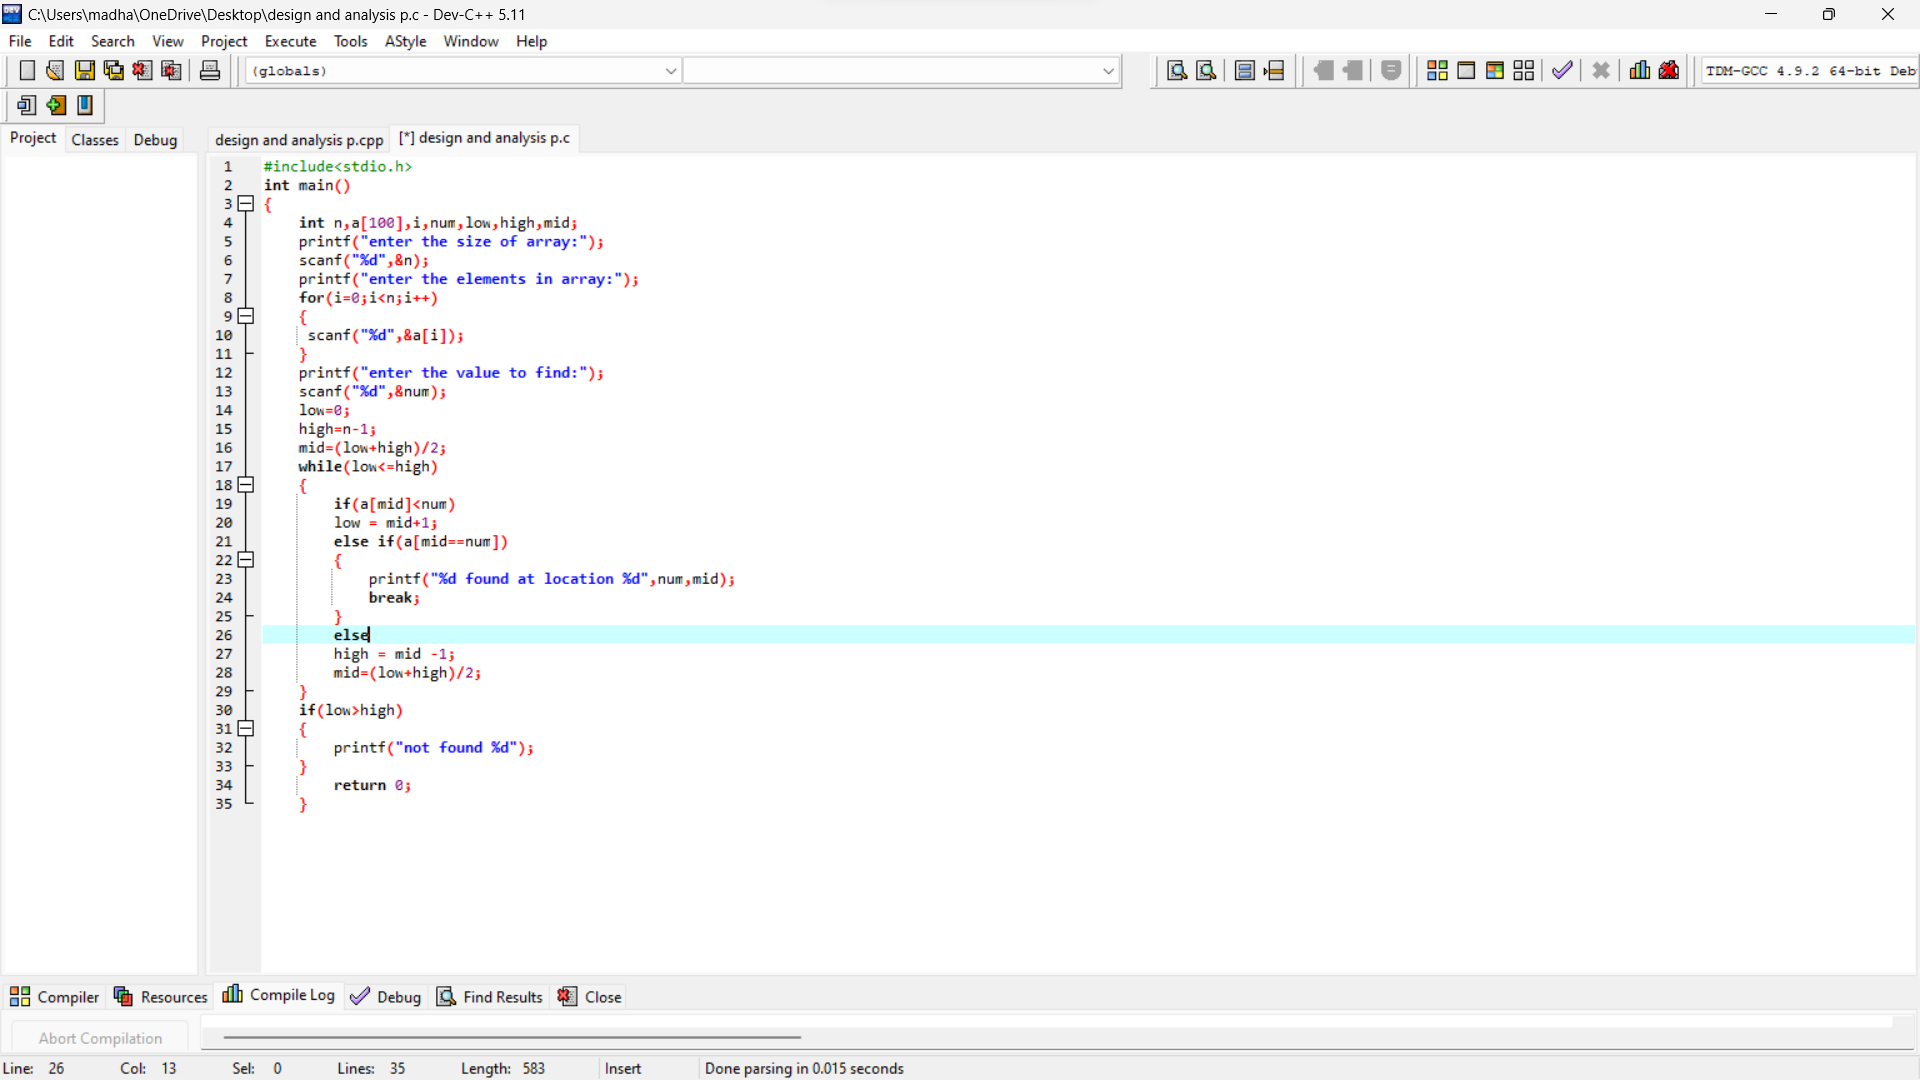 C:\Users\madha\OneDrive\Desktop\design and analysis p.c - Dev-C++ 5.11
File Edit Search View Project Execute Tools AStyle Window Help
(globals)
TDM-GCC 4.9.2 64-bit Deb
Project Classes Debug
design and analysis p.cpp [*] design and analysis p.c
1 #include<stdio.h>
2 int main()
3 {
4 int n,a[100],i,num,low,high,mid;
5 printf("enter the size of array:");
6 scanf("%d",&n);
7 printf("enter the elements in array:");
8 for(i=0;i<n;i++)
9 {
10 scanf("%d",&a[i]);
11 }
12 printf("enter the value to find:");
13 scanf("%d",&num);
14 low=0;
15 high=n-1;
16 mid=(low+high)/2;
17 while(low<=high)
18 {
19 if(a[mid]<num)
20 low = mid+1;
21 else if(a[mid==num])
22 {
23 printf("%d found at location %d",num,mid);
24 break;
25 }
26 else
27 high = mid -1;
28 mid=(low+high)/2;
29 }
30 if(low>high)
31 {
32 printf("not found %d");
33 }
34 return 0;
35 }
Compiler Resources Compile Log Debug Find Results Close
Abort Compilation
Line: 26 Col: 13 Sel: 0 Lines: 35 Length: 583 Insert Done parsing in 0.015 seconds